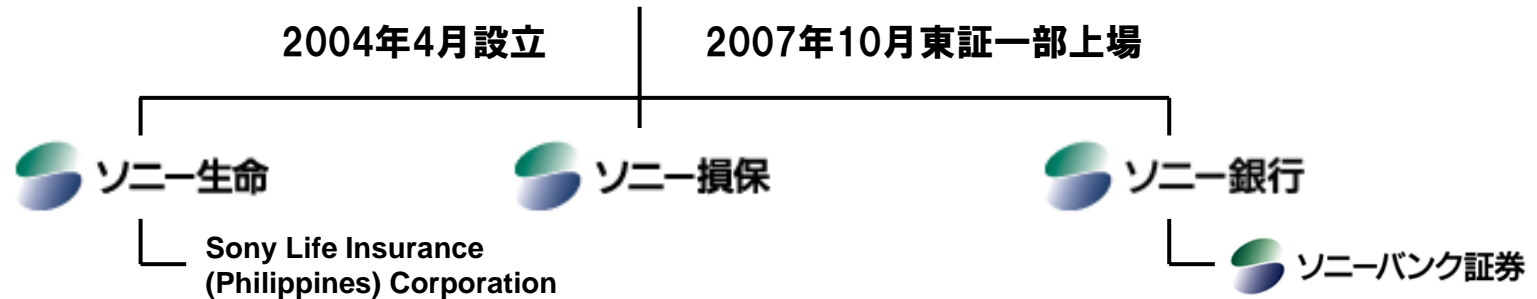 2004年4月設立
2007年10月東証一部上場
ソニー生命
ソニー損保
ソニー銀行
Sony Life Insurance
(Philippines) Corporation
ソニーバンク証券